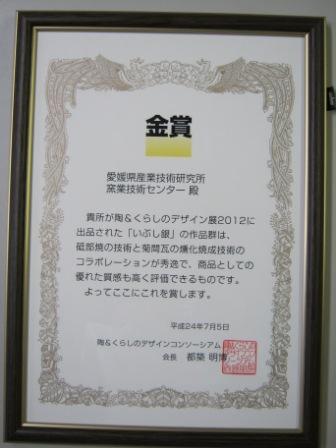 金賞
愛媛県産業技術研究所
窯業技術センター 殿
貴所が陶&くらしのデザイン展2012に
出品された「いぶし銀」の作品群は、
砥部焼の技術と菊間瓦の燻化焼成技術の
コラボレーションが秀逸で、商品としての
優れた質感も高く評価できるものです。
よってここにこれを賞します。
平成24年7月5日
陶&くらしのデザインコンソーシアム
会長 都築 明博